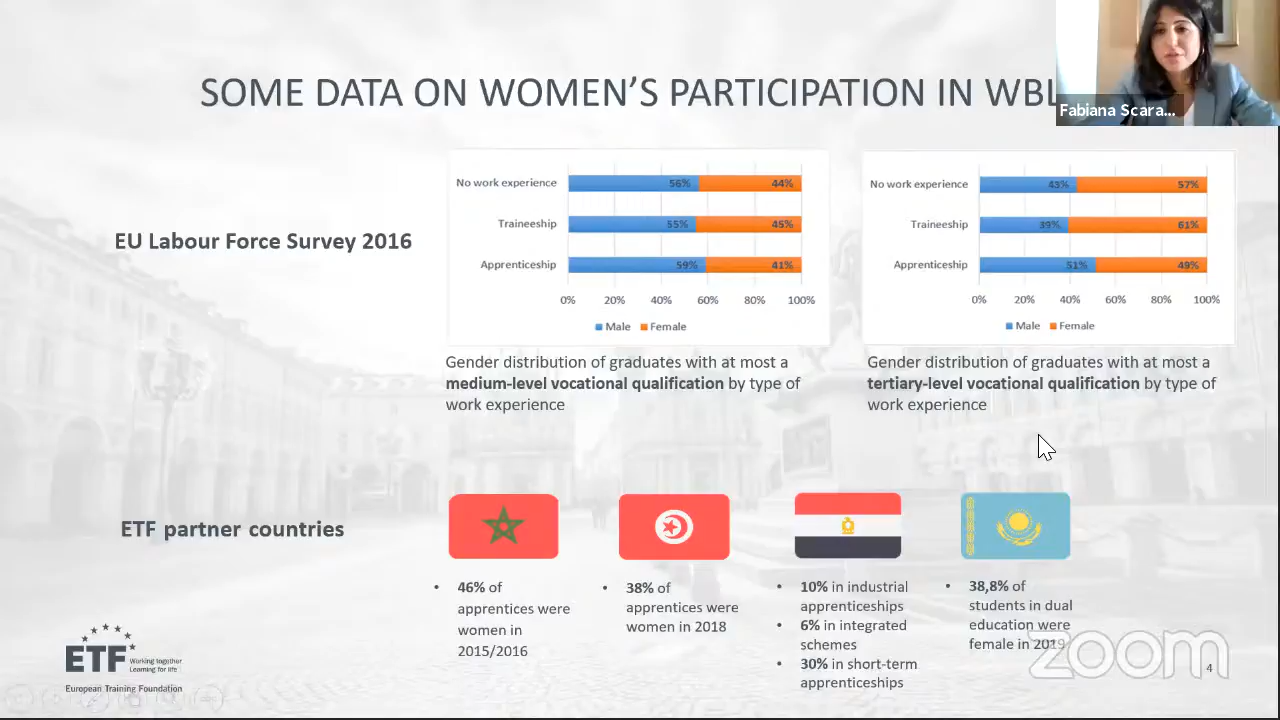 SOME DATA ON WOMEN'S PARTICIPATION IN WBL
Fabiana Scara...
EU Labour Force Survey 2016
No work experience 56% 44%
Traineeship 55% 45%
Apprenticeship 59% 41%
0% 20% 40% 60% 80% 100%
Male Female
Gender distribution of graduates with at most a
medium-level vocational qualification by type of
work experience
No work experience 43% 57%
Traineeship 39% 61%
Apprenticeship 51% 49%
0% 20% 40% 60% 80% 100%
Male Female
Gender distribution of graduates with at most a
tertiary-level vocational qualification by type of
work experience
ETF partner countries
• 46% of
apprentices were
women in
2015/2016
• 38% of
apprentices were
women in 2018
• 10% in industrial
apprenticeships
• 6% in integrated
schemes
• 30% in short-term
apprenticeships
• 38,8% of
students in dual
education were
female in 2019
ETF Working together
Learning for life
European Training Foundation
zoom
4